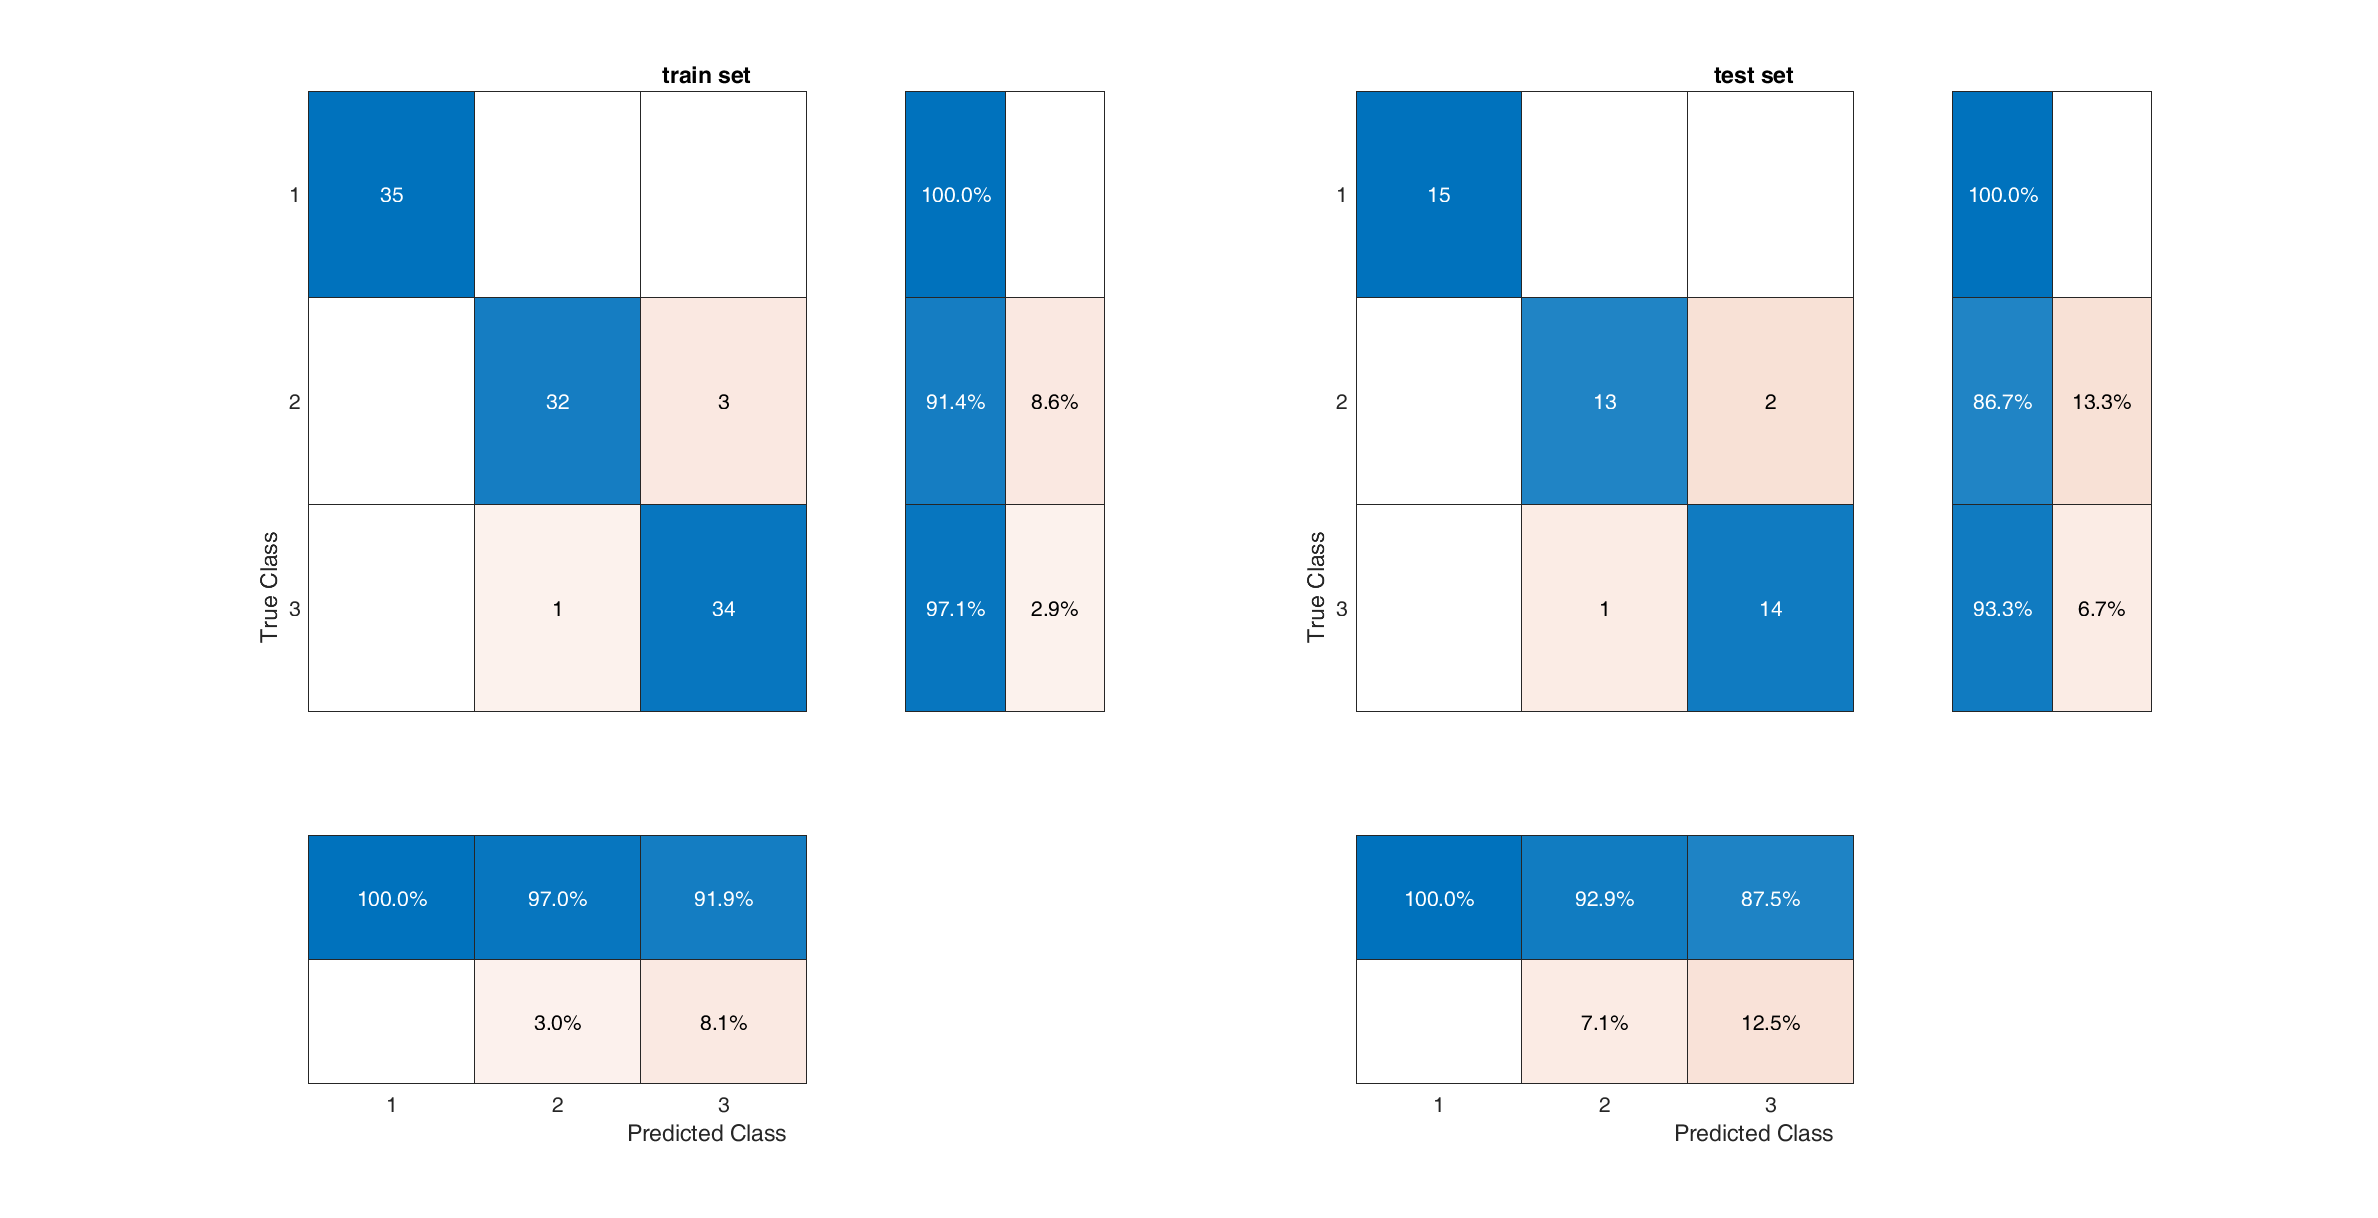 train set
1 35 100.0%
2 32 3 91.4% 8.6%
3 1 34 97.1% 2.9%
True Class
100.0% 97.0% 91.9%
3.0% 8.1%
1 2 3
Predicted Class
test set
1 15 100.0%
2 13 2 86.7% 13.3%
3 1 14 93.3% 6.7%
True Class
100.0% 92.9% 87.5%
7.1% 12.5%
1 2 3
Predicted Class